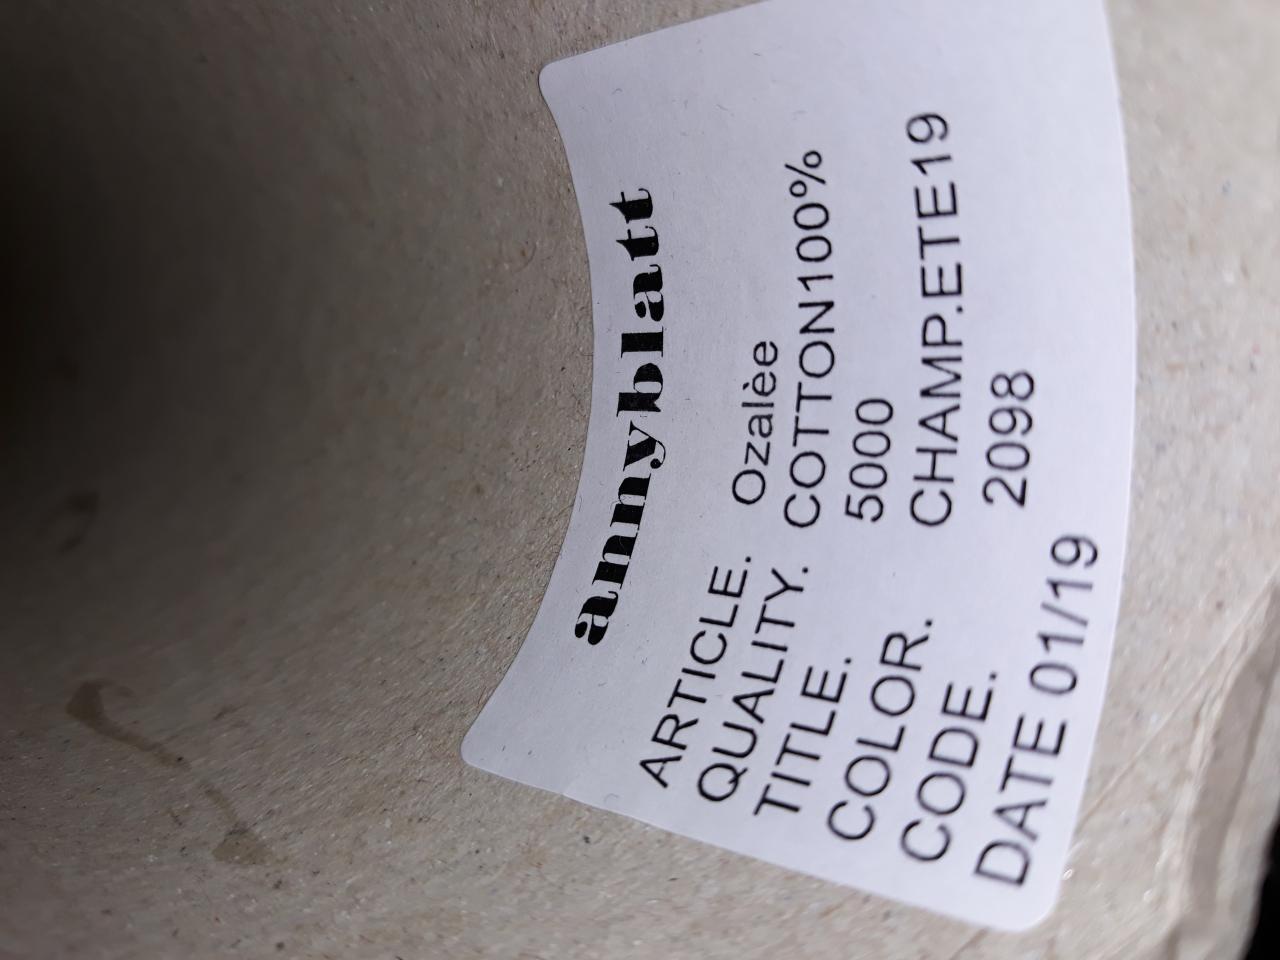 annyblatt
ARTICLE. Ozalèe
QUALITY. COTTON100%
TITLE. 5000
COLOR. CHAMP.ETE19
CODE. 2098
DATE 01/19